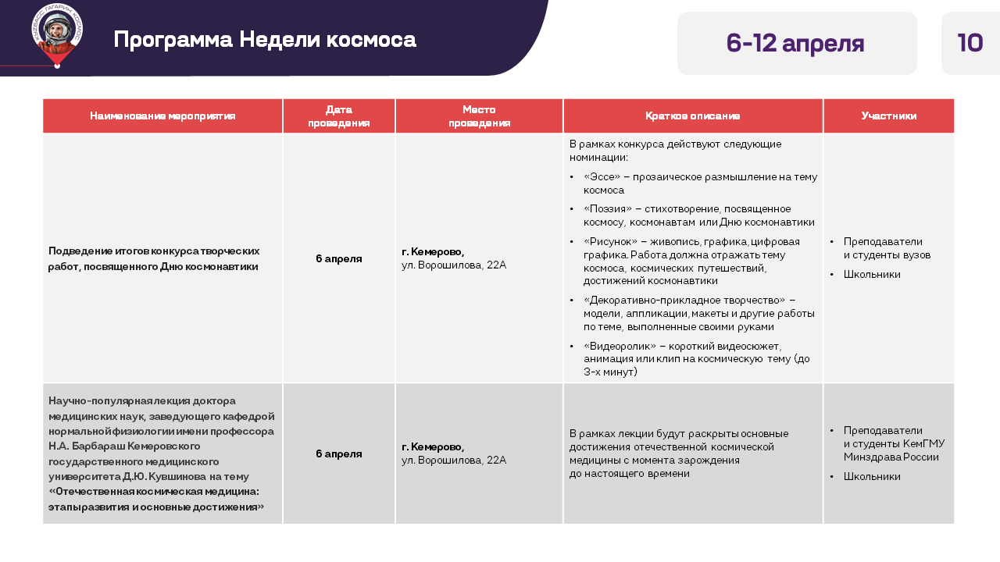 КУЗБАСС ГАГАРИН КОСМОС
Программа Недели космоса
6-12 апреля
10
Наименование мероприятия
Дата
проведения
Место
проведения
Краткое описание
Участники
Подведение итогов конкурса творческих
работ, посвященного Дню космонавтики
6 апреля
г. Кемерово,
ул. Ворошилова, 22А
В рамках конкурса действуют следующие
номинации:
• «Эссе» – прозаическое размышление на тему
космоса
• «Поэзия» – стихотворение, посвященное
космосу, космонавтам или Дню космонавтики
• «Рисунок» – живопись, графика, цифровая
графика. Работа должна отражать тему
космоса, космических путешествий,
достижений космонавтики
• «Декоративно-прикладное творчество» –
модели, аппликации, макеты и другие работы
по теме, выполненные своими руками
• «Видеоролик» – короткий видеосюжет,
анимация или клип на космическую тему (до
3-х минут)
• Преподаватели
и студенты вузов
• Школьники
Научно-популярная лекция доктора
медицинских наук, заведующего кафедрой
нормальной физиологии имени профессора
Н.А. Барбараш Кемеровского
государственного медицинского
университета Д.Ю. Кувшинова на тему
«Отечественная космическая медицина:
этапы развития и основные достижения»
6 апреля
г. Кемерово,
ул. Ворошилова, 22А
В рамках лекции будут раскрыты основные
достижения отечественной космической
медицины с момента зарождения
до настоящего времени
• Преподаватели
и студенты КемГМУ
Минздрава России
• Школьники